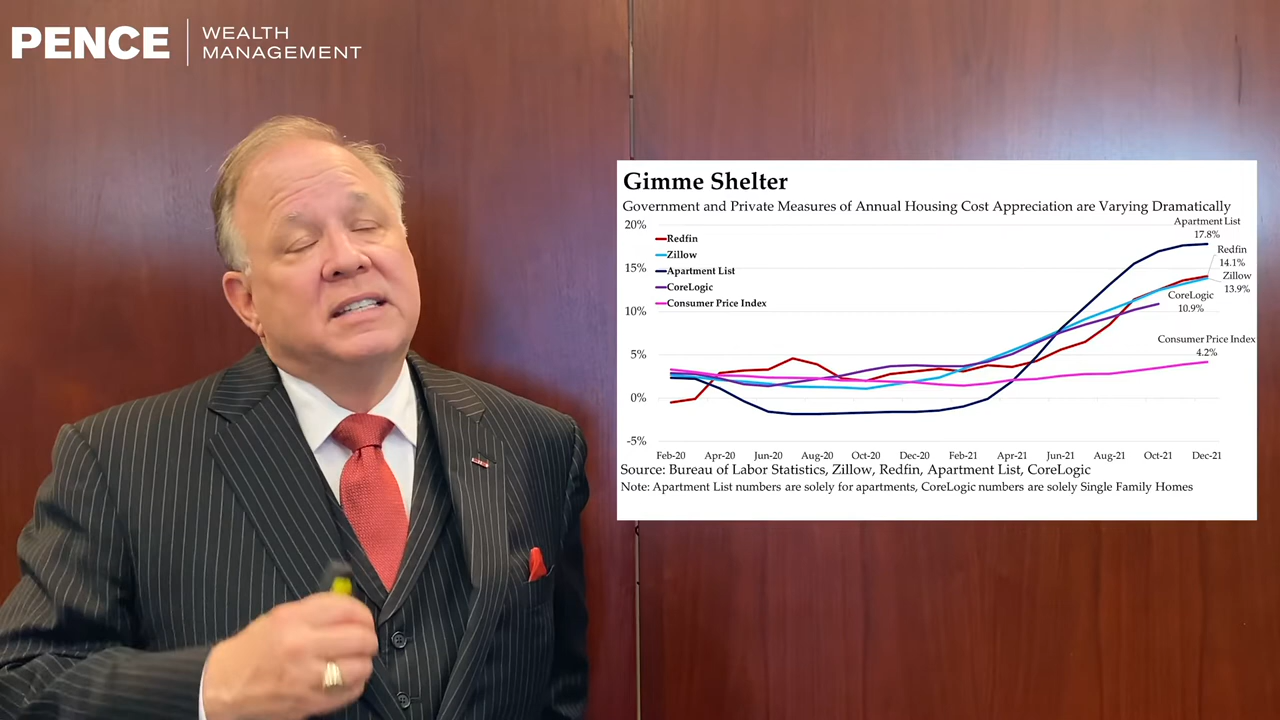 PENCE
WEALTH
MANAGEMENT
Gimme Shelter
Government and Private Measures of Annual Housing Cost Appreciation are Varying Dramatically
20%
15%
10%
5%
0%
-5%
Redfin
Zillow
Apartment List
CoreLogic
Consumer Price Index
Apartment List
17.8%
Redfin
14.1%
Zillow
13.9%
CoreLogic
10.9%
Consumer Price Index
4.2%
Feb-20 Apr-20 Jun-20 Aug-20 Oct-20 Dec-20 Feb-21 Apr-21 Jun-21 Aug-21 Oct-21 Dec-21
Source: Bureau of Labor Statistics, Zillow, Redfin, Apartment List, CoreLogic
Note: Apartment List numbers are solely for apartments, CoreLogic numbers are solely Single Family Homes